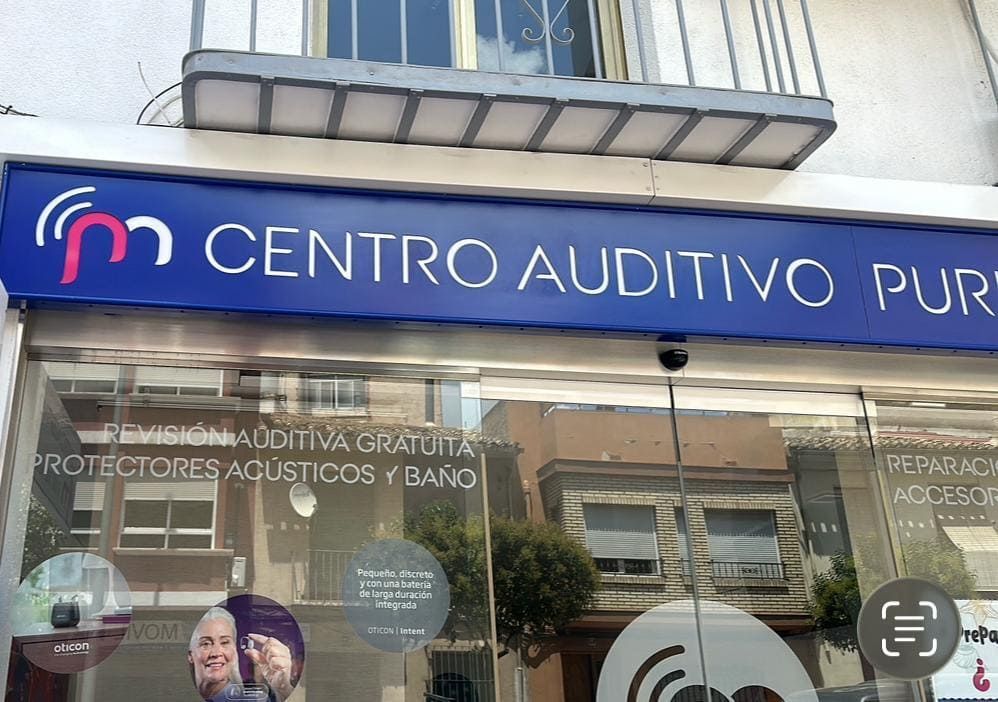 CENTRO AUDITIVO
REVISIÓN AUDITIVA GRATUITA
PROTECTORES ACÚSTICOS Y BAÑO
Pequeño, discreto
y con una batería
de larga duración
integrada
OTICON | Intent
oticon